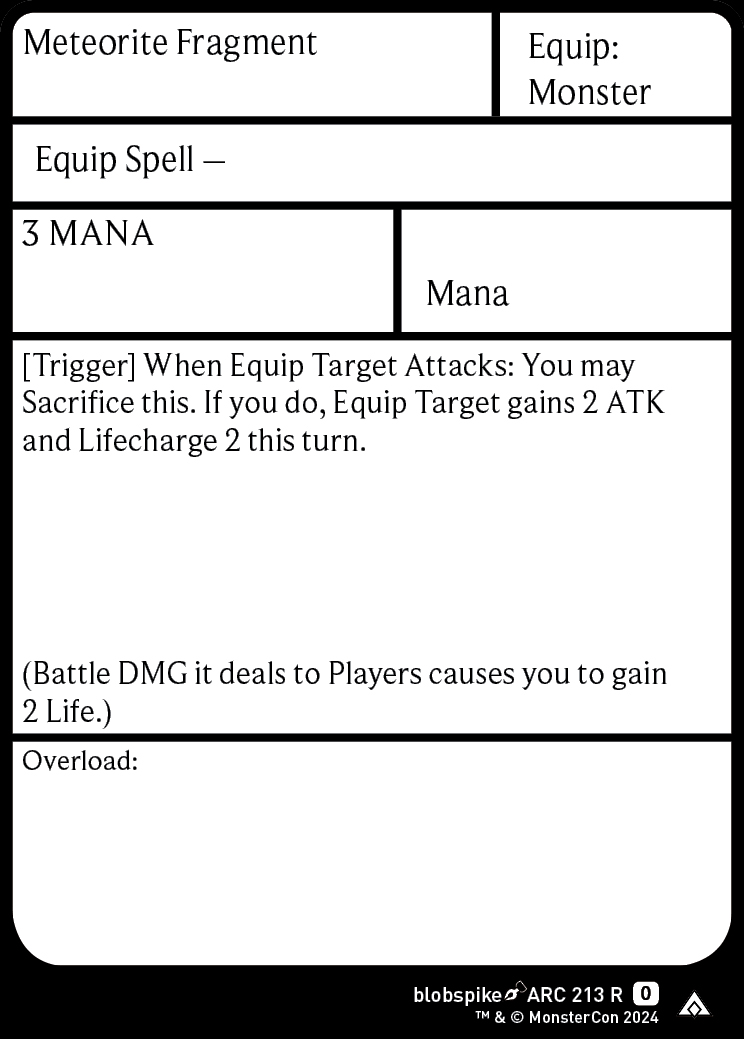 Meteorite Fragment
Equip:
Monster
Equip Spell —
3 MANA
Mana
[Trigger] When Equip Target Attacks: You may
Sacrifice this. If you do, Equip Target gains 2 ATK
and Lifecharge 2 this turn.
(Battle DMG it deals to Players causes you to gain
2 Life.)
Overload:
blobspike ARC 213 R 0
™ & © MonsterCon 2024